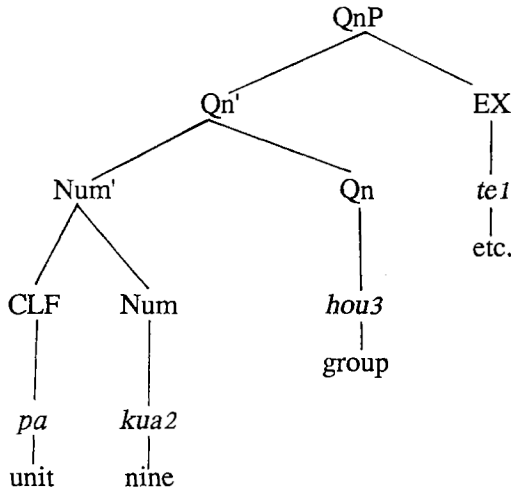 QnP
Qn' EX
Num' Qn te1
etc.
CLF Num hou3
group
pa kua2
unit nine